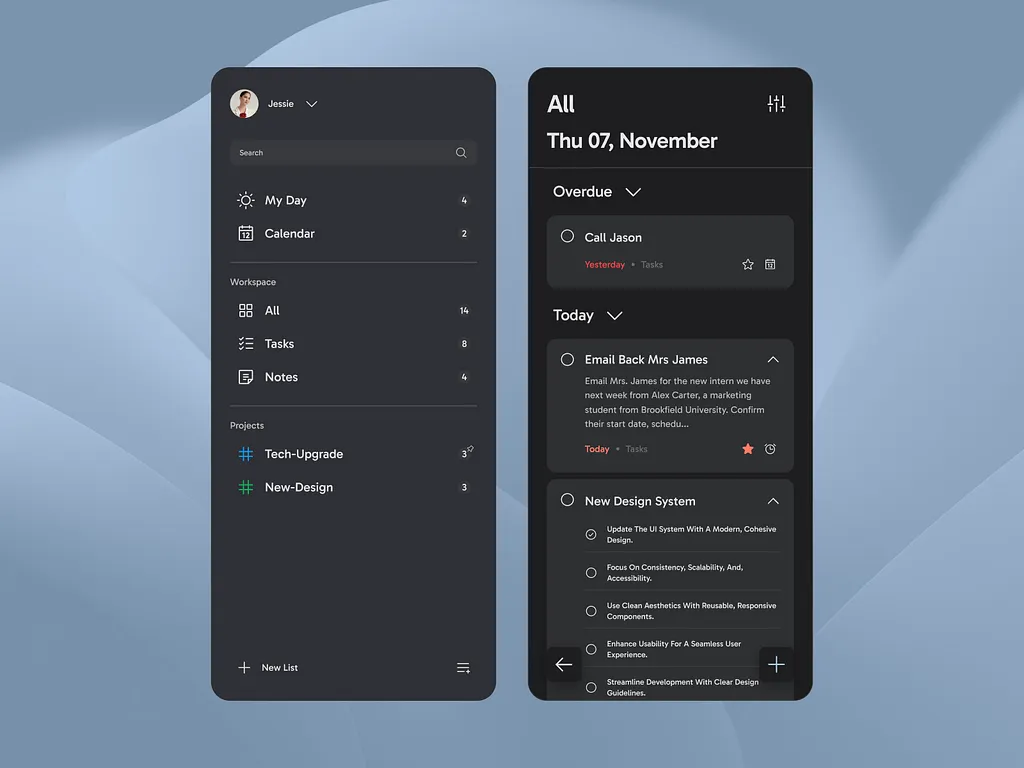 Jessie
Search
My Day
4
12
Calendar
2
Workspace
All
14
Tasks
8
Notes
4
Projects
Tech-Upgrade
3
New-Design
3
New List
All
Thu 07, November
Overdue
Call Jason
Yesterday • Tasks
12
Today
Email Back Mrs James
Email Mrs. James for the new intern we have
next week from Alex Carter, a marketing
student from Brookfield University. Confirm
their start date, schedu...
Today • Tasks
New Design System
Update The UI System With A Modern, Cohesive
Design.
Focus On Consistency, Scalability, And,
Accessibility.
Use Clean Aesthetics With Reusable, Responsive
Components.
Enhance Usability For A Seamless User
Experience.
Streamline Development With Clear Design
Guidelines.